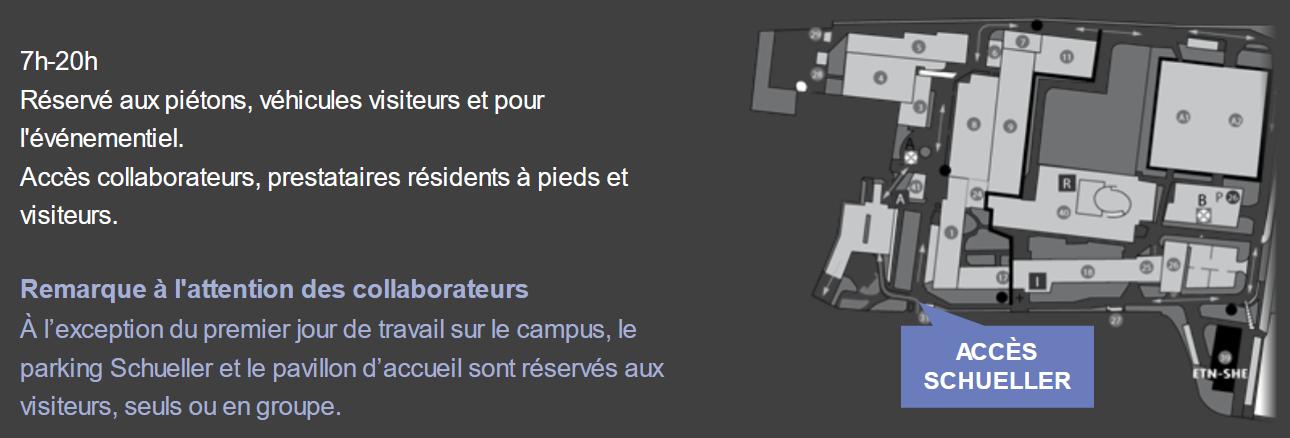 7h-20h
Réservé aux piétons, véhicules visiteurs et pour
l'événementiel.
Accès collaborateurs, prestataires résidents à pieds et
visiteurs.
Remarque à l'attention des collaborateurs
À l’exception du premier jour de travail sur le campus, le
parking Schueller et le pavillon d’accueil sont réservés aux
visiteurs, seuls ou en groupe.
29
5
7
6
11
28
4
3
8
9
A1
A2
A
41
A
24
R
40
B
P 26
1
17
I
18
25
26
27
ACCÈS
SCHUELLER
39
ETN-SHE